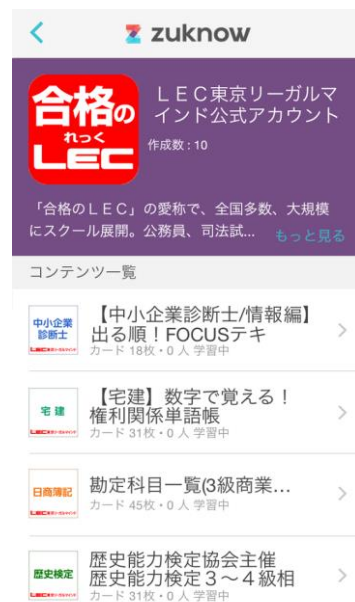 zuknow
合格の
れっく
LEC
LEC東京リーガルマ
インド公式アカウント
作成数:10
「合格のLEC」の愛称で、全国多数、大規模
にスクール展開。公務員、司法試... もっと見る
コンテンツ一覧
中小企業
診断士
【中小企業診断士/情報編】
出る順!FOCUSテキ
カード 18枚・0 人 学習中
宅建
【宅建】数字で覚える!
権利関係単語帳
カード 31枚・0 人 学習中
日商簿記
勘定科目一覧(3級商業...
カード 45枚・0 人 学習中
歴史検定
歴史能力検定協会主催
歴史能力検定3~4級相
カード 31枚・0 人 学習中